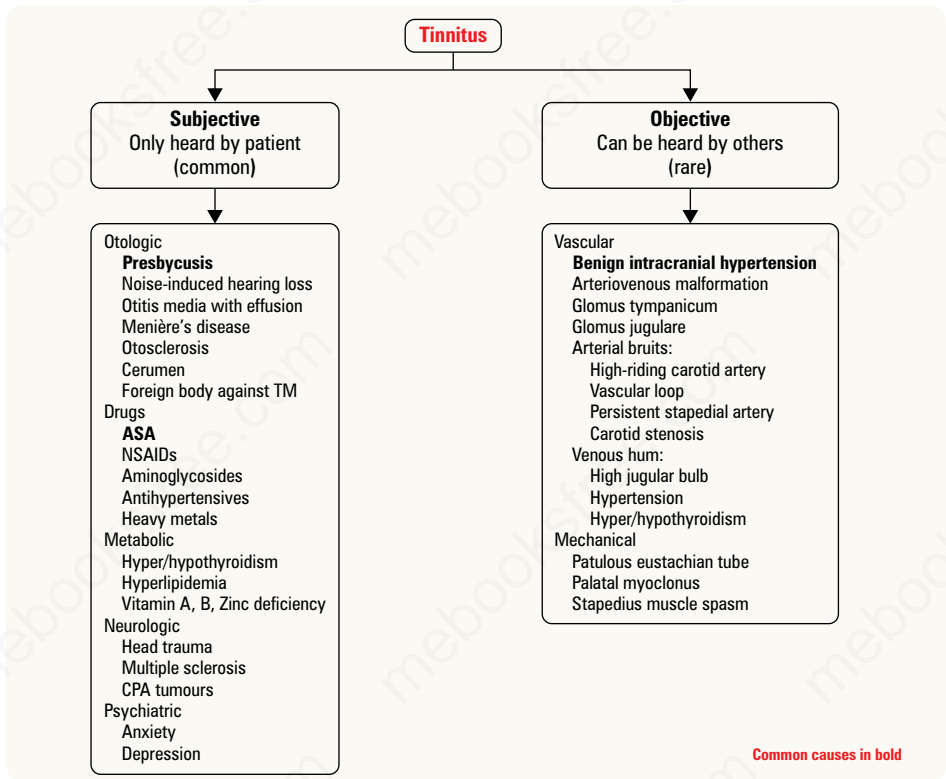 Tinnitus
Subjective
Only heard by patient
(common)
Otologic
Presbycusis
Noise-induced hearing loss
Otitis media with effusion
Menière's disease
Otosclerosis
Cerumen
Foreign body against TM
Drugs
ASA
NSAIDs
Aminoglycosides
Antihypertensives
Heavy metals
Metabolic
Hyper/hypothyroidism
Hyperlipidemia
Vitamin A, B, Zinc deficiency
Neurologic
Head trauma
Multiple sclerosis
CPA tumours
Psychiatric
Anxiety
Depression
Objective
Can be heard by others
(rare)
Vascular
Benign intracranial hypertension
Arteriovenous malformation
Glomus tympanicum
Glomus jugulare
Arterial bruits:
High-riding carotid artery
Vascular loop
Persistent stapedial artery
Carotid stenosis
Venous hum:
High jugular bulb
Hypertension
Hyper/hypothyroidism
Mechanical
Patulous eustachian tube
Palatal myoclonus
Stapedius muscle spasm
Common causes in bold
mebooksfree.com